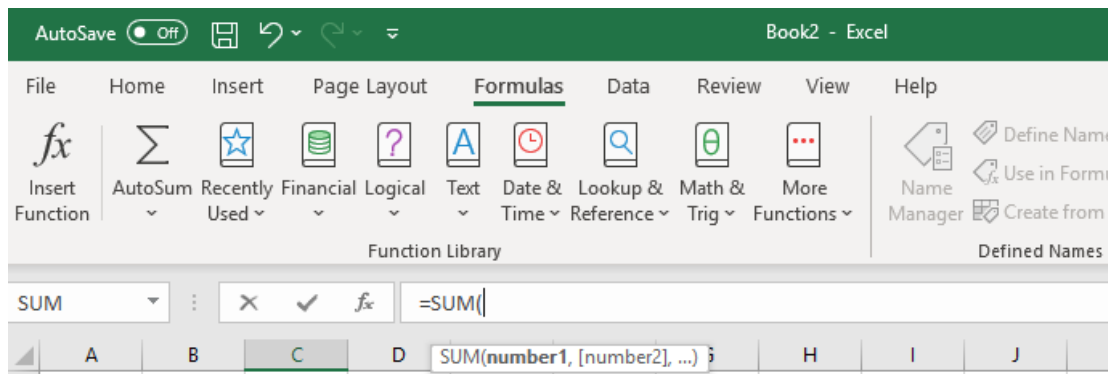 AutoSave Off Book2 - Excel
File Home Insert Page Layout Formulas Data Review View Help
fx Σ ? A θ
Insert Function
AutoSum
Recently Used
Financial
Logical
Text
Date & Time
Lookup & Reference
Math & Trig
More Functions
Name Manager
Define Name
Use in Formu
Create from
Function Library
Defined Names
SUM fx =SUM(
A B C D G H I J
SUM(number1, [number2], ...)